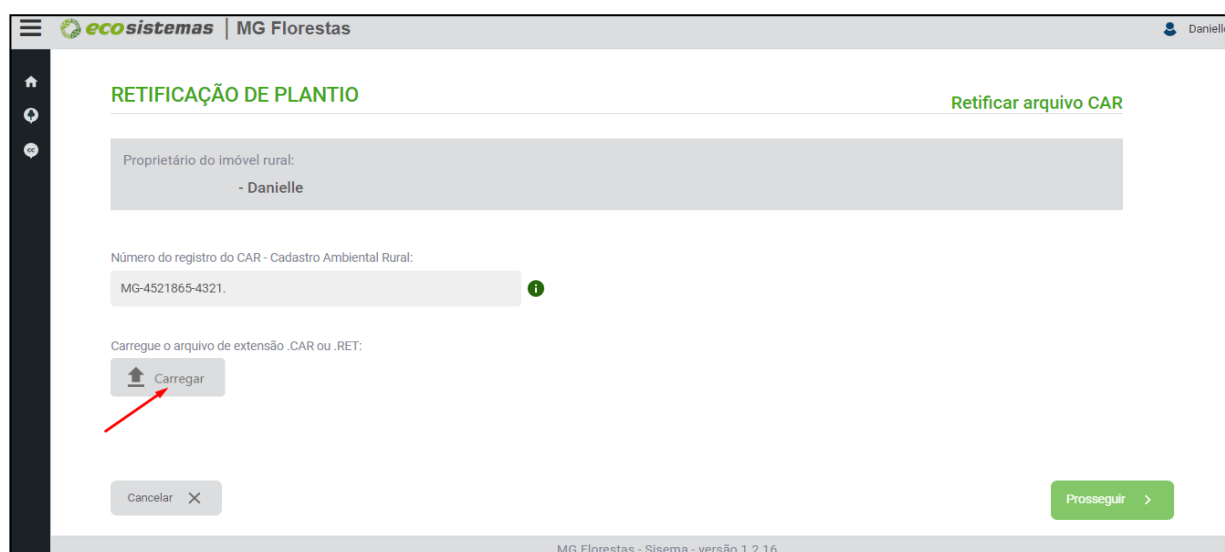 ecosistemas | MG Florestas
Danielle
RETIFICAÇÃO DE PLANTIO
Retificar arquivo CAR
Proprietário do imóvel rural:
- Danielle
Número do registro do CAR - Cadastro Ambiental Rural:
MG-4521865-4321.
Carregue o arquivo de extensão .CAR ou .RET:
Carregar
Cancelar
Prosseguir
MG Florestas - Sisema - versão 1.2.16